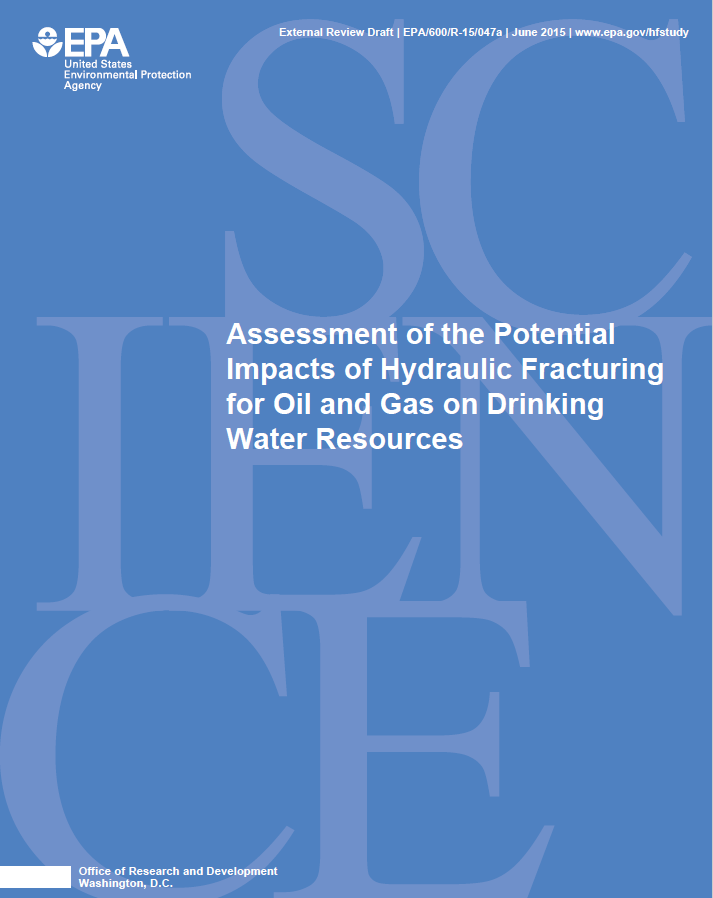 External Review Draft | EPA/600/R-15/047a | June 2015 | www.epa.gov/hfstudy
EPA
United States
Environmental Protection
Agency
SC
IEN
CE
Assessment of the Potential
Impacts of Hydraulic Fracturing
for Oil and Gas on Drinking
Water Resources
Office of Research and Development
Washington, D.C.